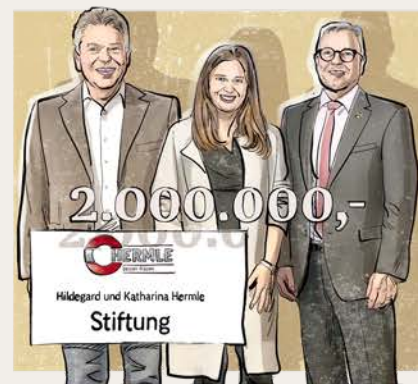 2.000.000,-
HERMLE
Hildegard und Katharina Hermle
Stiftung